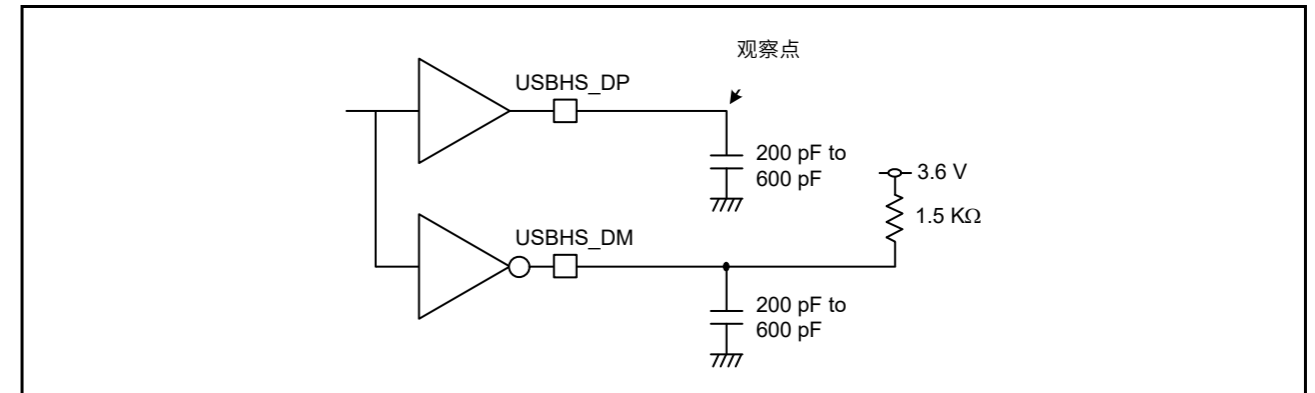 观察点
USBHS_DP
200 pF to
600 pF
3.6 V
1.5 KΩ
USBHS_DM
200 pF to
600 pF